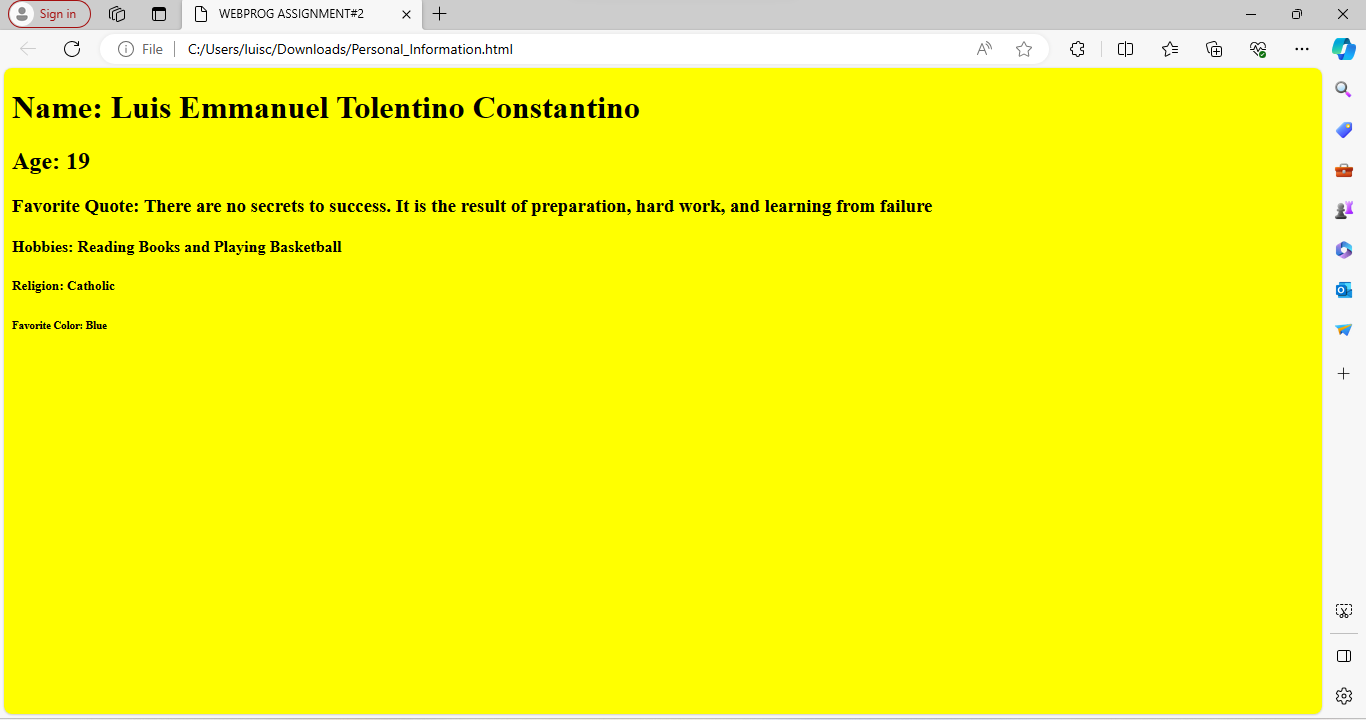 Sign in
WEBPROG ASSIGNMENT#2
File
C:/Users/luisc/Downloads/Personal_Information.html
Name: Luis Emmanuel Tolentino Constantino
Age: 19
Favorite Quote: There are no secrets to success. It is the result of preparation, hard work, and learning from failure
Hobbies: Reading Books and Playing Basketball
Religion: Catholic
Favorite Color: Blue